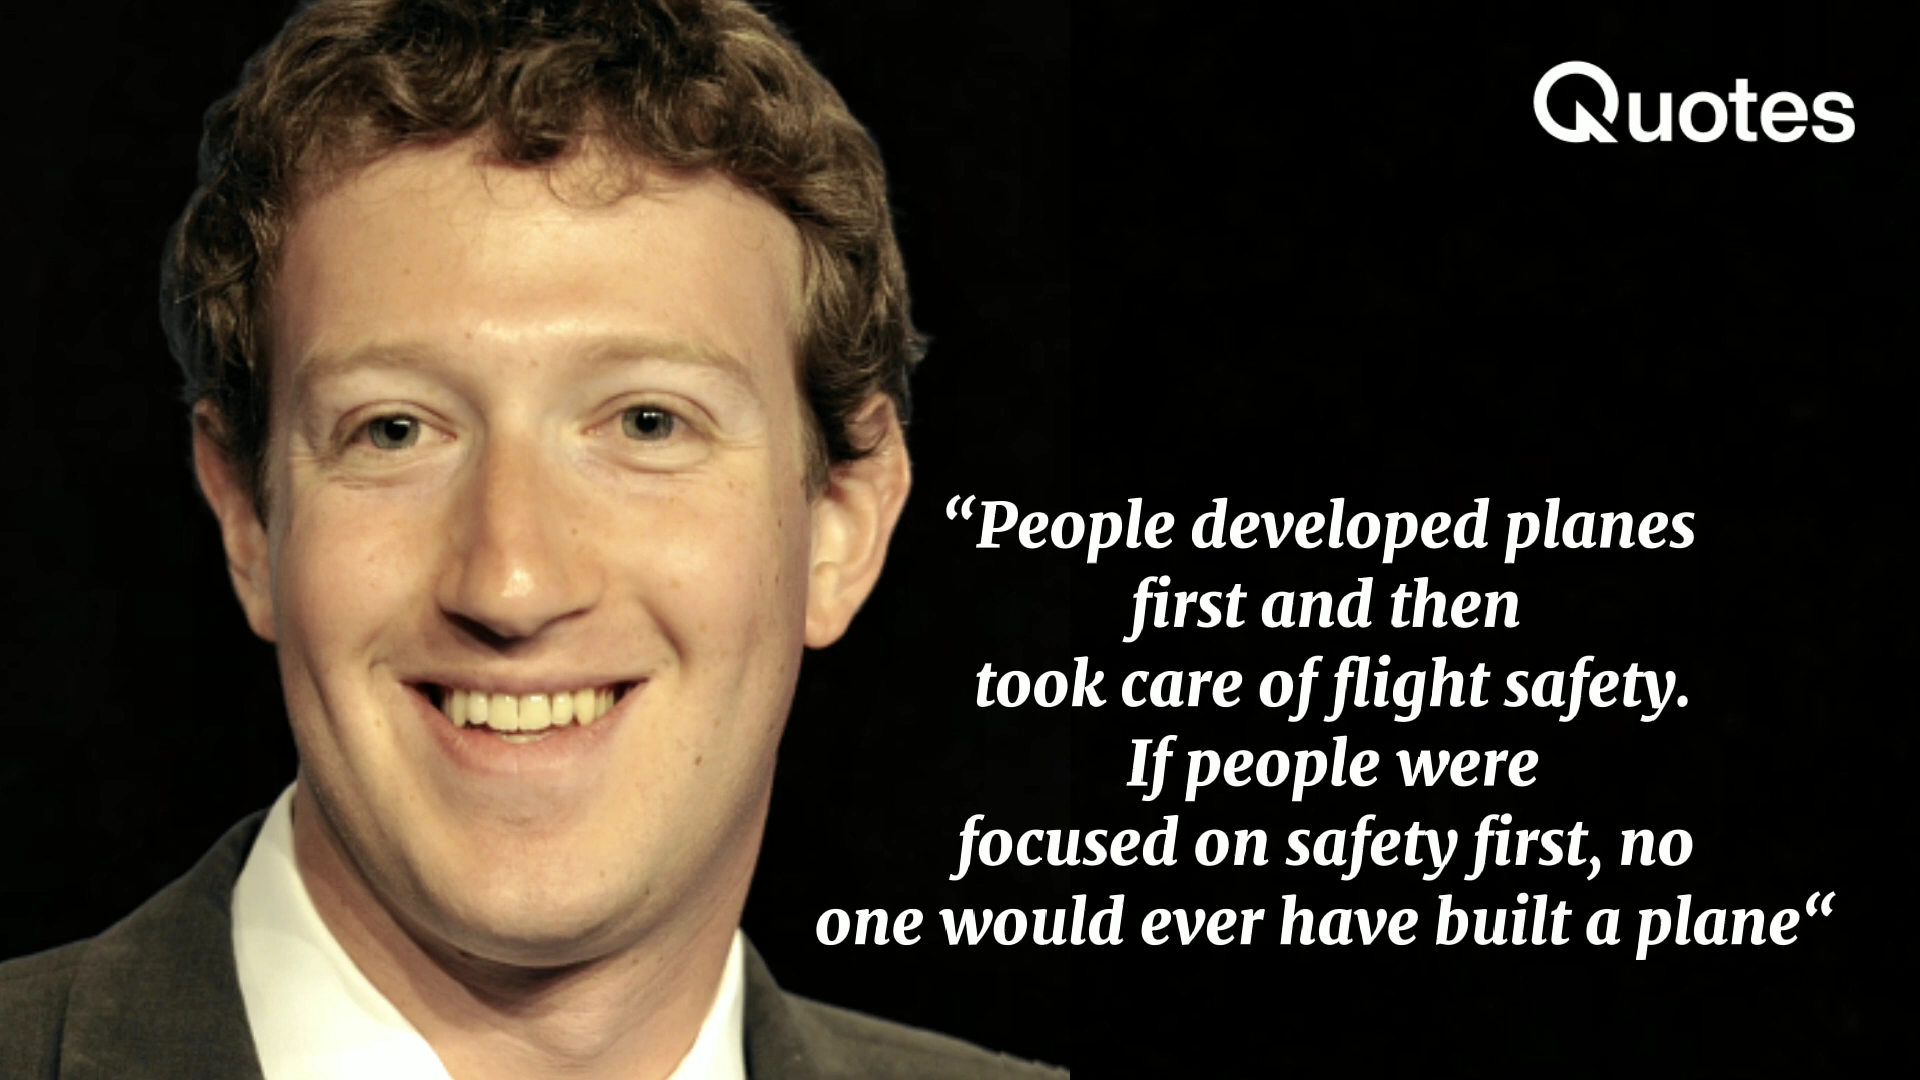 Quotes
“People developed planes
first and then
took care of flight safety.
If people were
focused on safety first, no
one would ever have built a plane“